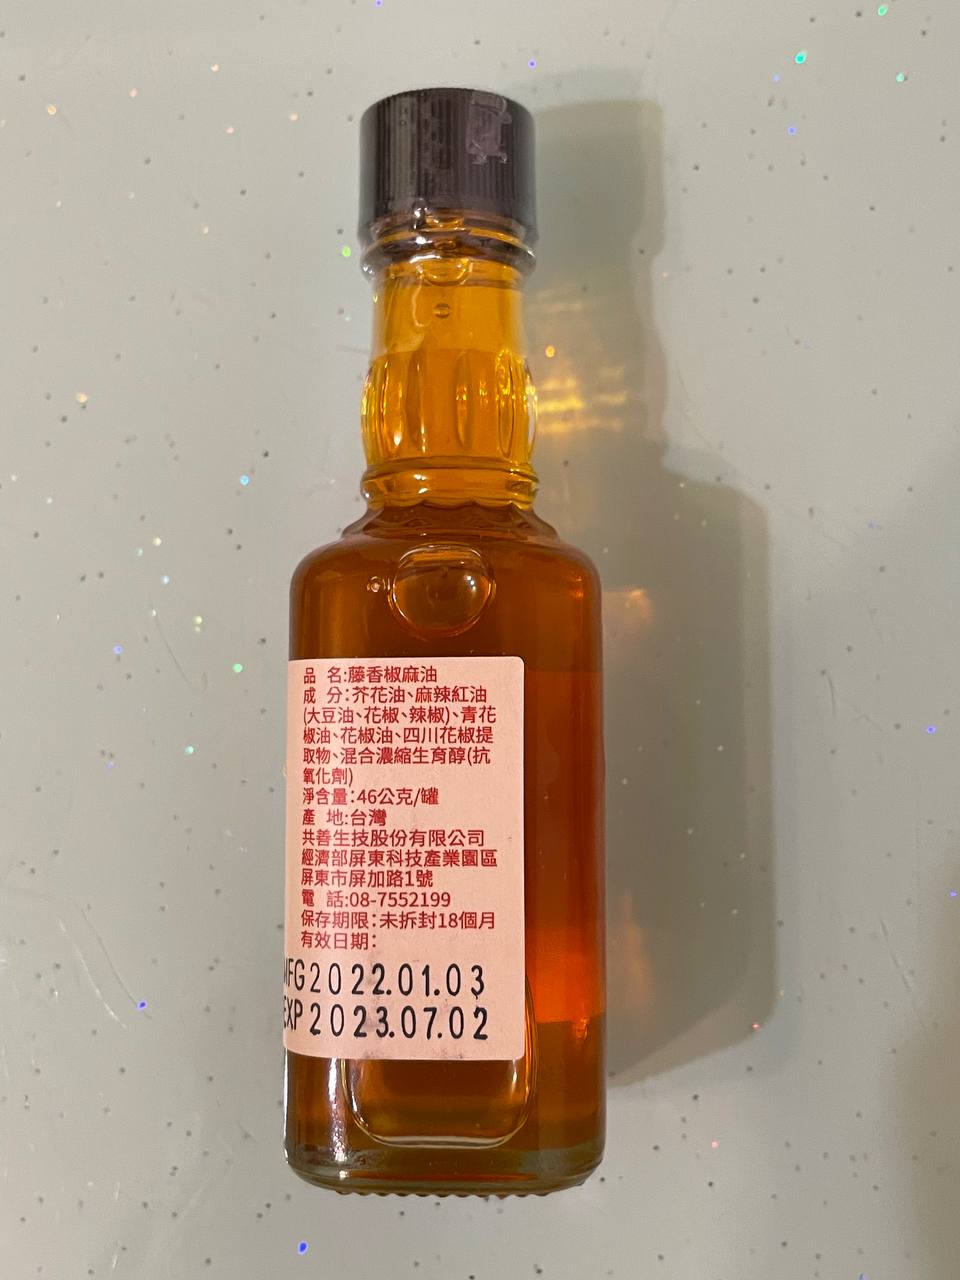 品 名:藤香椒麻油
成 分:芥花油、麻辣紅油
(大豆油、花椒、辣椒)、青花
椒油、花椒油、四川花椒提
取物、混合濃縮生育醇(抗
氧化劑)
淨含量:46公克/罐
產 地:台灣
共善生技股份有限公司
經濟部屏東科技產業園區
屏東市屏加路1號
電 話:08-7552199
保存期限:未拆封18個月
有效日期:
MFG 2022.01.03
EXP 2023.07.02